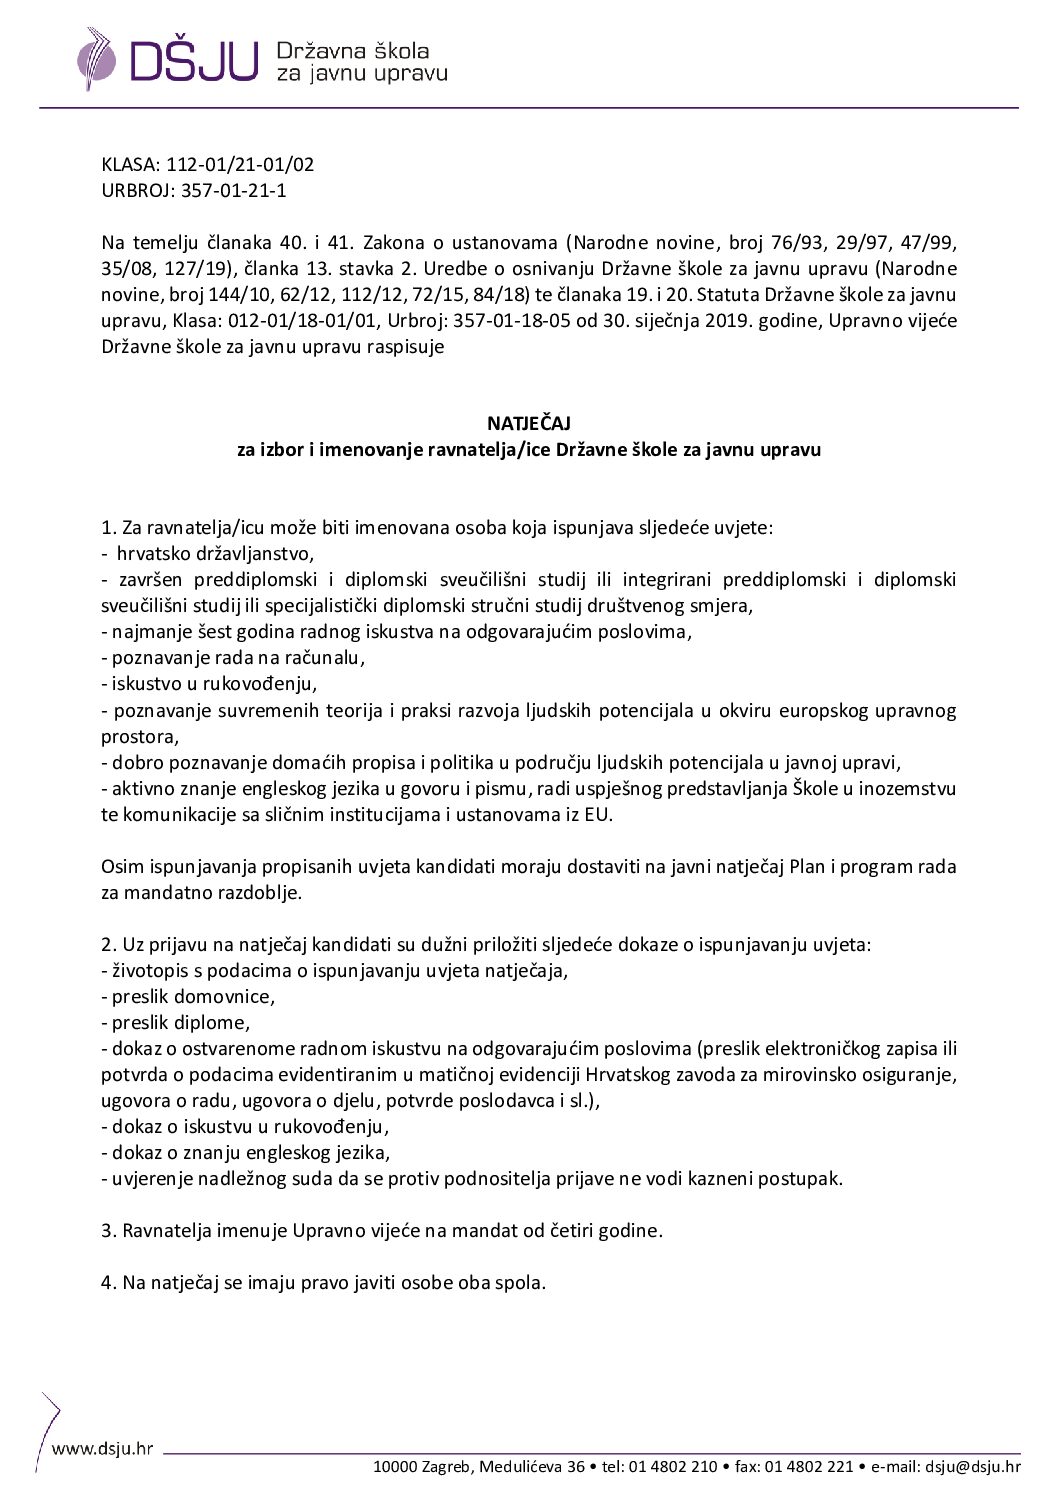 DŠJU Državna škola
za javnu upravu
KLASA: 112-01/21-01/02
URBROJ: 357-01-21-1
Na temelju članaka 40. i 41. Zakona o ustanovama (Narodne novine, broj 76/93, 29/97, 47/99,
35/08, 127/19), članka 13. stavka 2. Uredbe o osnivanju Državne škole za javnu upravu (Narodne
novine, broj 144/10, 62/12, 112/12, 72/15, 84/18) te članaka 19. i 20. Statuta Državne škole za javnu
upravu, Klasa: 012-01/18-01/01, Urbroj: 357-01-18-05 od 30. siječnja 2019. godine, Upravno vijeće
Državne škole za javnu upravu raspisuje
NATJEČAJ
za izbor i imenovanje ravnatelja/ice Državne škole za javnu upravu
1. Za ravnatelja/icu može biti imenovana osoba koja ispunjava sljedeće uvjete:
- hrvatsko državljanstvo,
- završen preddiplomski i diplomski sveučilišni studij ili integrirani preddiplomski i diplomski
sveučilišni studij ili specijalistički diplomski stručni studij društvenog smjera,
- najmanje šest godina radnog iskustva na odgovarajućim poslovima,
- poznavanje rada na računalu,
- iskustvo u rukovođenju,
- poznavanje suvremenih teorija i praksi razvoja ljudskih potencijala u okviru europskog upravnog
prostora,
- dobro poznavanje domaćih propisa i politika u području ljudskih potencijala u javnoj upravi,
- aktivno znanje engleskog jezika u govoru i pismu, radi uspješnog predstavljanja Škole u inozemstvu
te komunikacije sa sličnim institucijama i ustanovama iz EU.
Osim ispunjavanja propisanih uvjeta kandidati moraju dostaviti na javni natječaj Plan i program rada
za mandatno razdoblje.
2. Uz prijavu na natječaj kandidati su dužni priložiti sljedeće dokaze o ispunjavanju uvjeta:
- životopis s podacima o ispunjavanju uvjeta natječaja,
- preslik domovnice,
- preslik diplome,
- dokaz o ostvarenome radnom iskustvu na odgovarajućim poslovima (preslik elektroničkog zapisa ili
potvrda o podacima evidentiranim u matičnoj evidenciji Hrvatskog zavoda za mirovinsko osiguranje,
ugovora o radu, ugovora o djelu, potvrde poslodavca i sl.),
- dokaz o iskustvu u rukovođenju,
- dokaz o znanju engleskog jezika,
- uvjerenje nadležnog suda da se protiv podnositelja prijave ne vodi kazneni postupak.
3. Ravnatelja imenuje Upravno vijeće na mandat od četiri godine.
4. Na natječaj se imaju pravo javiti osobe oba spola.
www.dsju.hr
10000 Zagreb, Medulićeva 36 • tel: 01 4802 210 • fax: 01 4802 221 • e-mail: dsju@dsju.hr